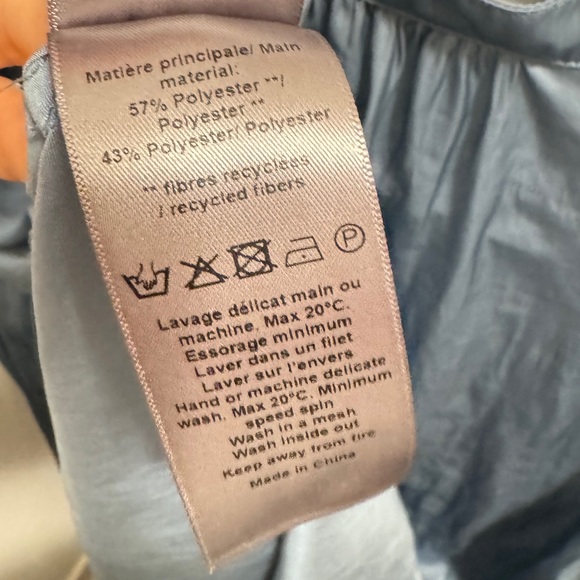 Matière principale/ Main
material:
57% Polyester **/
Polyester **
43% Polyester/ Polyester
** fibres recyclées
/ recycled fibers
P
Lavage délicat main ou
machine. Max 20°C.
Essorage minimum
Laver dans un filet
Laver sur l'envers
Hand or machine delicate
wash. Max 20°C. Minimum
speed spin
Wash in a mesh
Wash inside out
Keep away from fire
Made in China